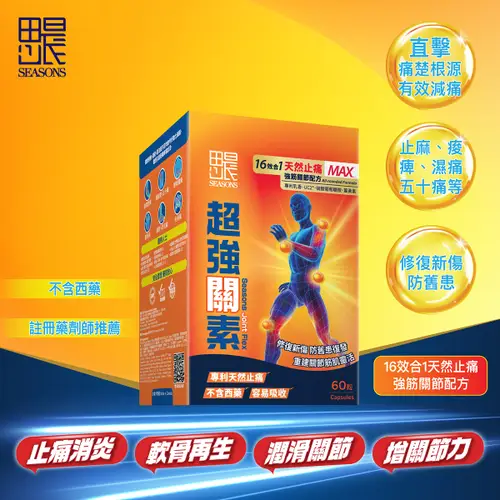 SEASONS
直擊
痛楚根源
有效減痛
止麻、痠
痺、濕痛
五十痛等
修復新傷
防舊患
不含西藥
註冊藥劑師推薦
SEASONS
16效合1天然止痛 MAX
強筋關節配方
超強關素
Seasons Joint Flex
修復新傷 防舊患復發
重建關節筋肌靈活
專利天然止痛
不含西藥 容易吸收
60粒
Capsules
16效合1天然止痛
強筋關節配方
止痛消炎
軟骨再生
潤滑關節
增關節力